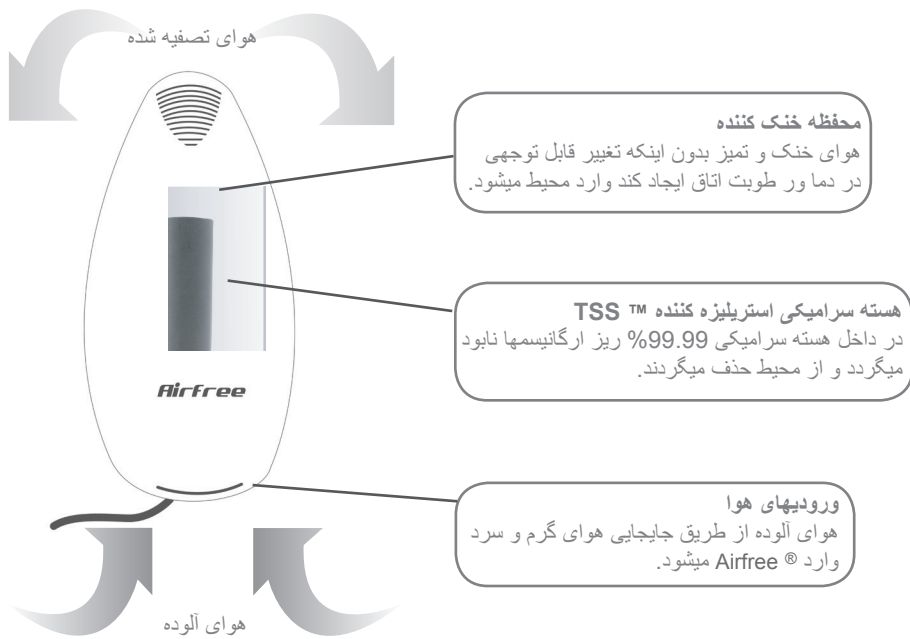 هوای تصفیه شده
محفظه خنک کننده
هوای خنک و تمیز بدون اینکه تغییر قابل توجهی
در دما ور طوبت اتاق ایجاد کند وارد محیط میشود.
هسته سرامیکی استریلیزه کننده TSS ™
در داخل هسته سرامیکی 99.99% ریز ارگانیسمها نابود
میگردد و از محیط حذف میگردند.
Airfree
ورودیهای هوا
هوای آلوده از طریق جایجایی هوای گرم و سرد
وارد Airfree ® میشود.
هوای آلوده